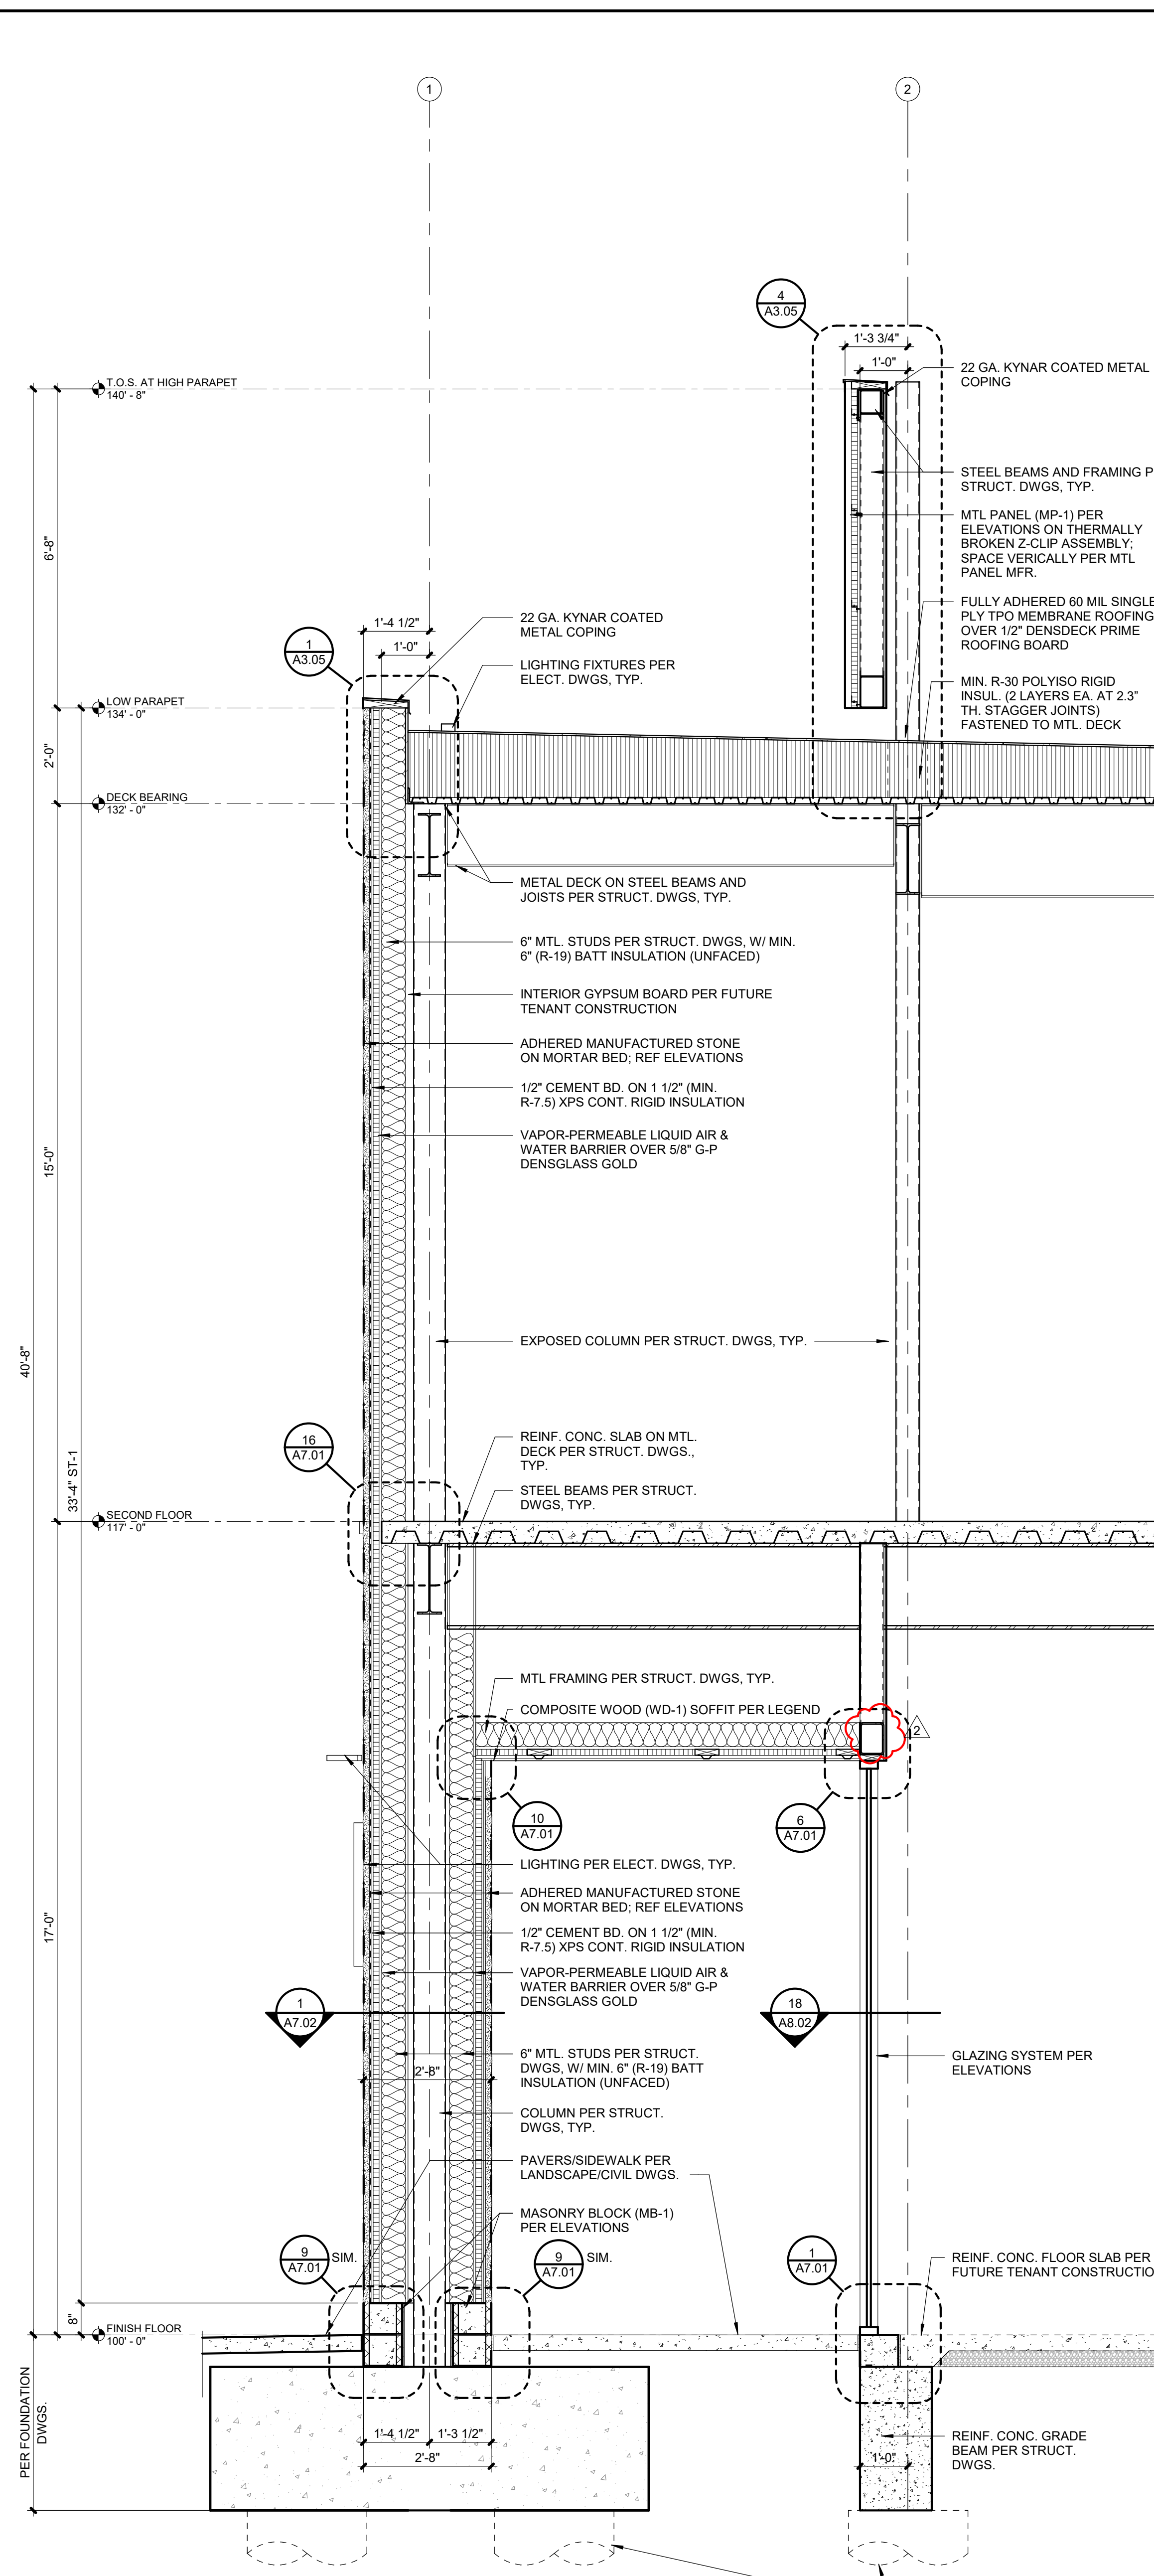 1
2
4
A3.05
1'-3 3/4"
1'-0"
22 GA. KYNAR COATED METAL
COPING
T.O.S. AT HIGH PARAPET
140' - 8"
STEEL BEAMS AND FRAMING P
STRUCT. DWGS, TYP.
MTL PANEL (MP-1) PER
ELEVATIONS ON THERMALLY
BROKEN Z-CLIP ASSEMBLY;
SPACE VERICALLY PER MTL
PANEL MFR.
6'-8"
FULLY ADHERED 60 MIL SINGLE
PLY TPO MEMBRANE ROOFING
OVER 1/2" DENSDECK PRIME
ROOFING BOARD
1'-4 1/2"
1'-0"
22 GA. KYNAR COATED
METAL COPING
1
A3.05
LIGHTING FIXTURES PER
ELECT. DWGS, TYP.
MIN. R-30 POLYISO RIGID
INSUL. (2 LAYERS EA. AT 2.3"
TH. STAGGER JOINTS)
FASTENED TO MTL. DECK
LOW PARAPET
134' - 0"
2'-0"
DECK BEARING
132' - 0"
METAL DECK ON STEEL BEAMS AND
JOISTS PER STRUCT. DWGS, TYP.
6" MTL. STUDS PER STRUCT. DWGS, W/ MIN.
6" (R-19) BATT INSULATION (UNFACED)
INTERIOR GYPSUM BOARD PER FUTURE
TENANT CONSTRUCTION
ADHERED MANUFACTURED STONE
ON MORTAR BED; REF ELEVATIONS
1/2" CEMENT BD. ON 1 1/2" (MIN.
R-7.5) XPS CONT. RIGID INSULATION
VAPOR-PERMEABLE LIQUID AIR &
WATER BARRIER OVER 5/8" G-P
DENSGLASS GOLD
15'-0"
EXPOSED COLUMN PER STRUCT. DWGS, TYP.
40'-8"
16
A7.01
REINF. CONC. SLAB ON MTL.
DECK PER STRUCT. DWGS.,
TYP.
33'-4" ST-1
STEEL BEAMS PER STRUCT.
DWGS, TYP.
SECOND FLOOR
117' - 0"
MTL FRAMING PER STRUCT. DWGS, TYP.
COMPOSITE WOOD (WD-1) SOFFIT PER LEGEND
2
10
A7.01
6
A7.01
LIGHTING PER ELECT. DWGS, TYP.
ADHERED MANUFACTURED STONE
ON MORTAR BED; REF ELEVATIONS
17'-0"
1/2" CEMENT BD. ON 1 1/2" (MIN.
R-7.5) XPS CONT. RIGID INSULATION
VAPOR-PERMEABLE LIQUID AIR &
WATER BARRIER OVER 5/8" G-P
DENSGLASS GOLD
1
A7.02
18
A8.02
6" MTL. STUDS PER STRUCT.
DWGS, W/ MIN. 6" (R-19) BATT
INSULATION (UNFACED)
2'-8"
GLAZING SYSTEM PER
ELEVATIONS
COLUMN PER STRUCT.
DWGS, TYP.
PAVERS/SIDEWALK PER
LANDSCAPE/CIVIL DWGS.
MASONRY BLOCK (MB-1)
PER ELEVATIONS
9
A7.01
SIM.
9
A7.01
SIM.
1
A7.01
REINF. CONC. FLOOR SLAB PER
FUTURE TENANT CONSTRUCTIO
8"
FINISH FLOOR
100' - 0"
PER FOUNDATION
DWGS.
1'-4 1/2"
1'-3 1/2"
2'-8"
1'-0"
REINF. CONC. GRADE
BEAM PER STRUCT.
DWGS.